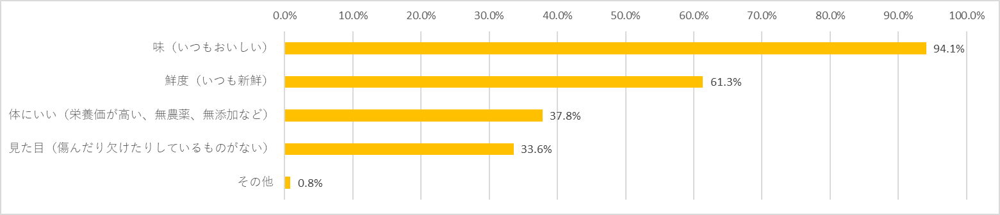 0.0% 10.0% 20.0% 30.0% 40.0% 50.0% 60.0% 70.0% 80.0% 90.0% 100.0%
味（いつもおいしい） 94.1%
鮮度（いつも新鮮） 61.3%
体にいい（栄養価が高い、無農薬、無添加など） 37.8%
見た目（傷んだり欠けたりしているものがない） 33.6%
その他 0.8%